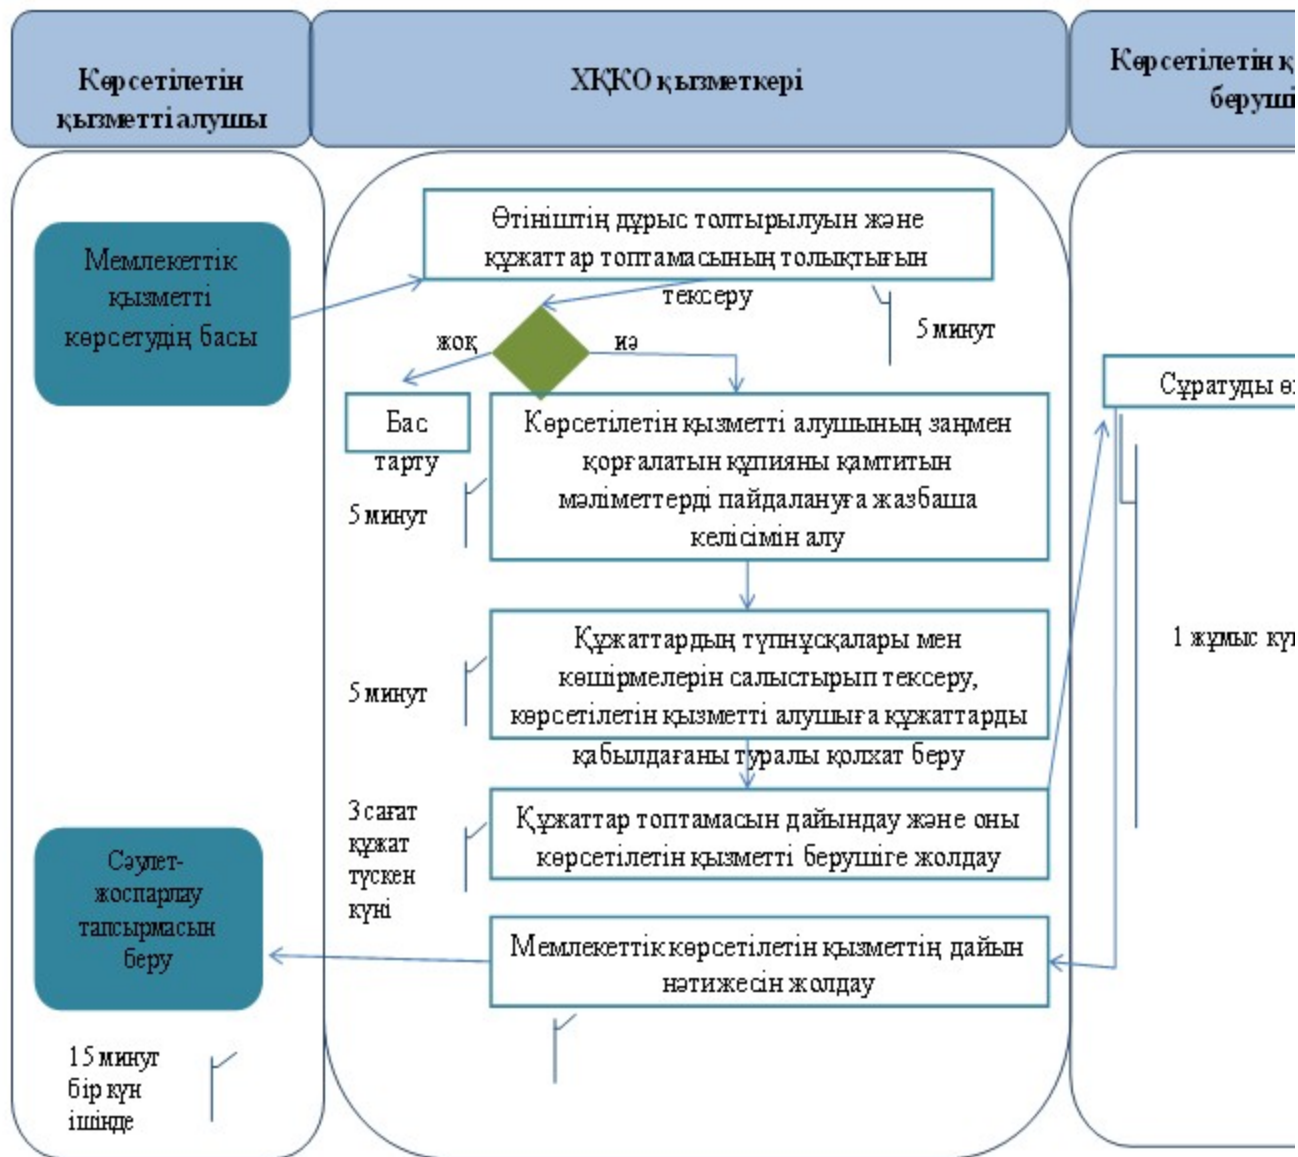 Көрсетілетін
қызметті алушы
ХҚКО қызметкері
Көрсетілетін қ
беруші
Мемлекеттік
қызметті
көрсетудің басы
Өтініштің дұрыс толтырылуын және
құжаттар топтамасының толықтығын
тексеру
5 минут
жоқ
иә
Бас
тарту
Көрсетілетін қызметті алушының заңмен
қорғалатын құпияны қамтитын
мәліметтерді пайдалануға жазбаша
келісімін алу
5 минут
Сұратуды ө
Құжаттардың түпнұсқалары мен
көшірмелерін салыстырып тексеру,
көрсетілетін қызметті алушыға құжаттарды
қабылдағаны туралы қолхат беру
5 минут
1 жұмыс кү
3 сағат
құжат
түскен
күні
Құжаттар топтамасын дайындау және оны
көрсетілетін қызметті берушіге жолдау
Сәулет-
жоспарлау
тапсырмасын
беру
Мемлекеттік көрсетілетін қызметтің дайын
нәтижесін жолдау
15 минут
бір күн
ішінде